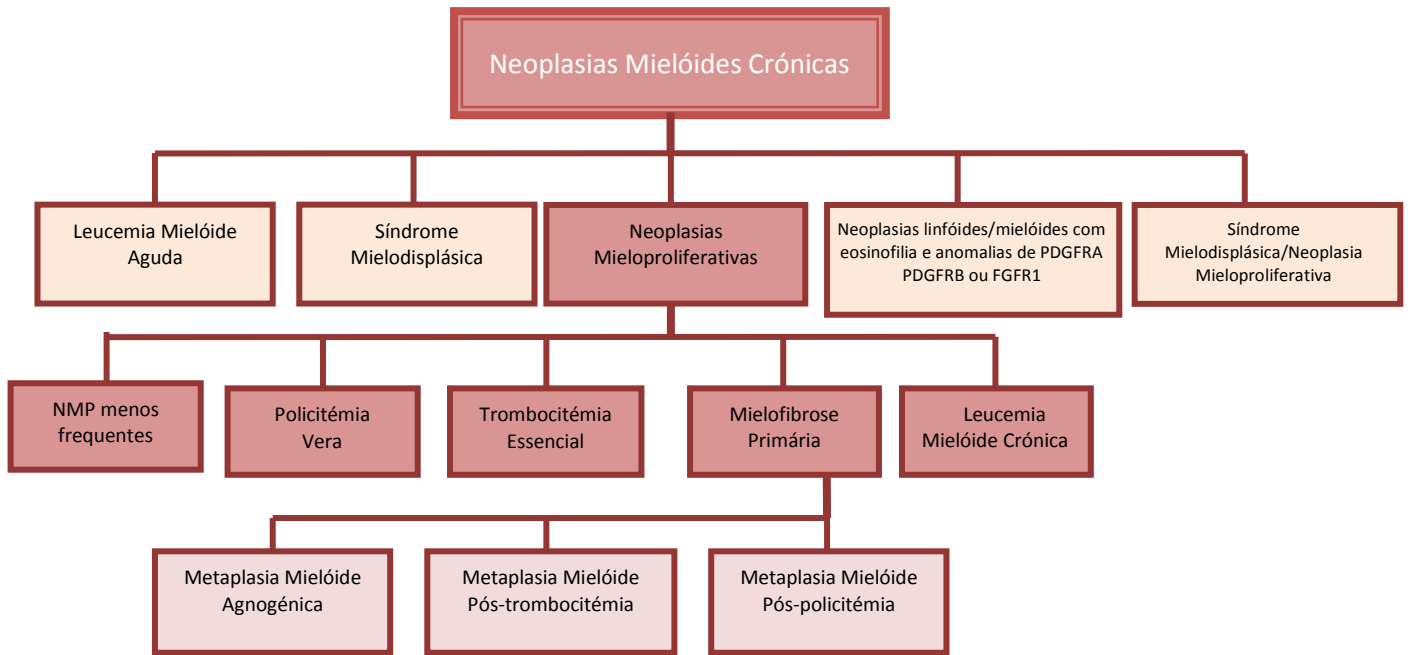 Neoplasias Mielóides Crónicas
Leucemia Mielóide
Aguda
Síndrome
Mielodisplásica
Neoplasias
Mieloproliferativas
Neoplasias linfóides/mielóides com
eosinofilia e anomalias de PDGFRA
PDGFRB ou FGFR1
Síndrome
Mielodisplásica/Neoplasia
Mieloproliferativa
NMP menos
frequentes
Policitémia
Vera
Trombocitémia
Essencial
Mielofibrose
Primária
Leucemia
Mielóide Crónica
Metaplasia Mielóide
Agnogénica
Metaplasia Mielóide
Pós-trombocitémia
Metaplasia Mielóide
Pós-policitémia